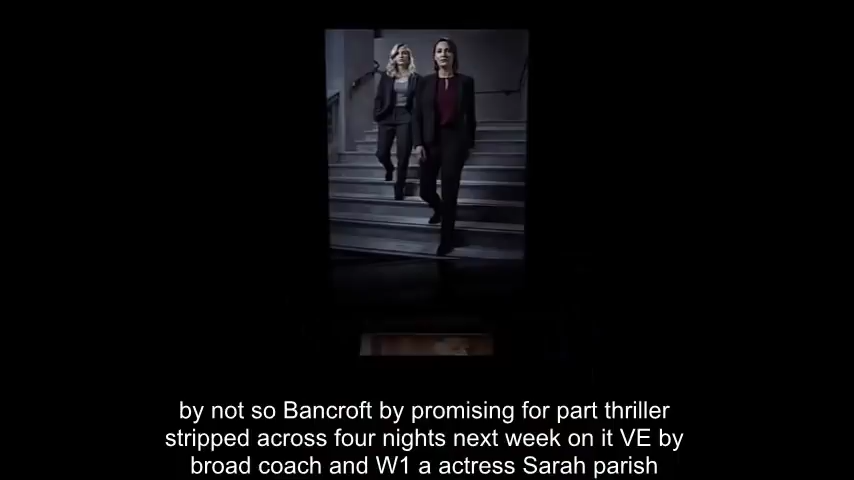 by not so Bancroft by promising for part thriller
stripped across four nights next week on it VE by
broad coach and W1 a actress Sarah parish